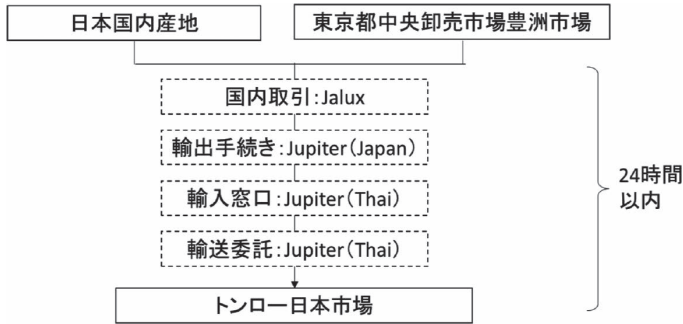 日本国内産地
東京都中央卸売市場豊洲市場
国内取引：Jalux
輸出手続き：Jupiter（Japan）
輸入窓口：Jupiter（Thai）
輸送委託：Jupiter（Thai）
トンロー日本市場
24時間
以内